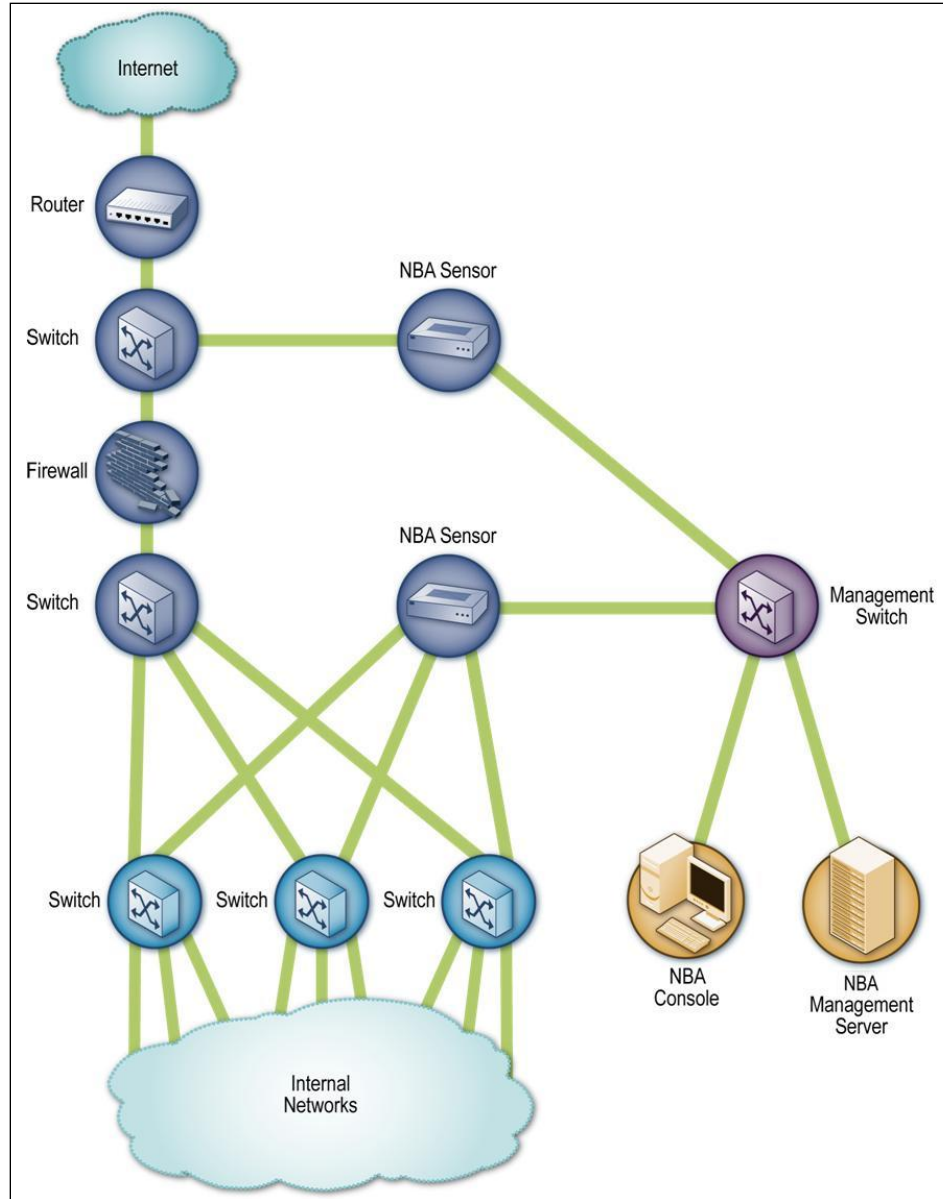 Internet
Router
NBA Sensor
Switch
Firewall
NBA Sensor
Switch
Management
Switch
Switch
Switch
Switch
NBA
Console
NBA
Management
Server
Internal
Networks